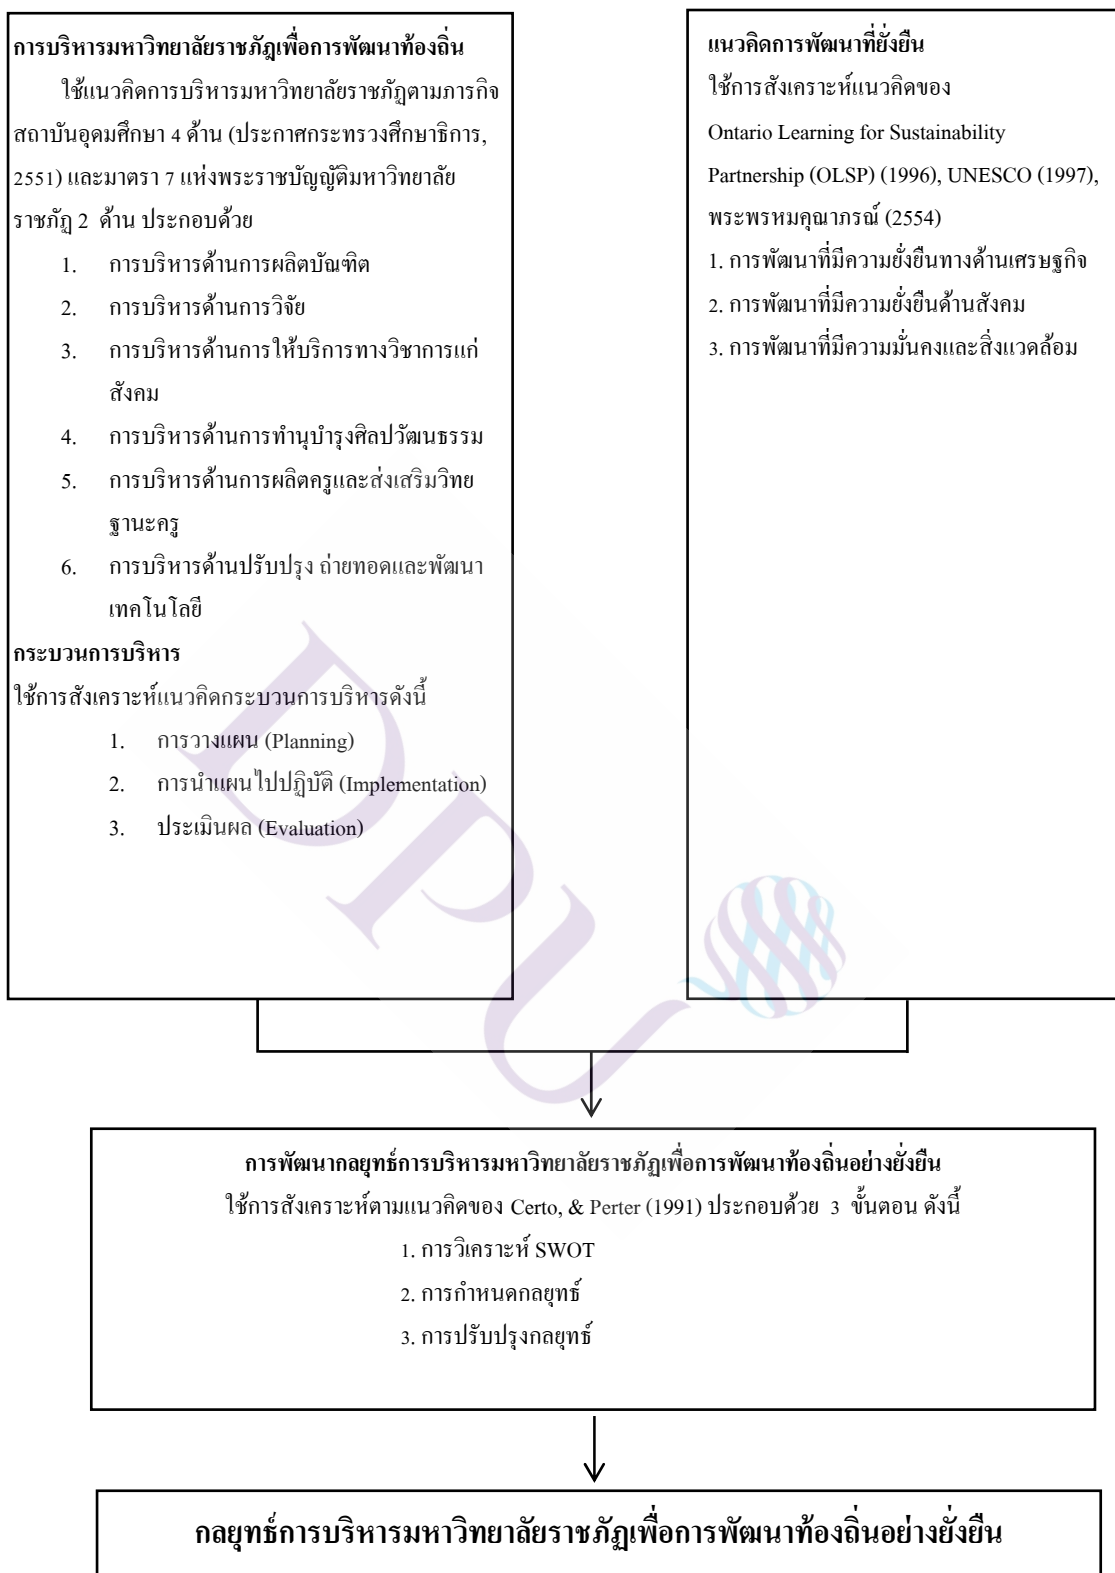 การบริหารมหาวิทยาลัยราชภัฏเพื่อการพัฒนาท้องถิ่น
ใช้แนวคิดการบริหารมหาวิทยาลัยราชภัฏตามภารกิจ
สถาบันอุดมศึกษา 4 ด้าน (ประกาศกระทรวงศึกษาธิการ,
2551) และมาตรา 7 แห่งพระราชบัญญัติมหาวิทยาลัย
ราชภัฏ 2 ด้าน ประกอบด้วย
1. การบริหารด้านการผลิตบัณฑิต
2. การบริหารด้านการวิจัย
3. การบริหารด้านการให้บริการทางวิชาการแก่
สังคม
4. การบริหารด้านการทำนุบำรุงศิลปวัฒนธรรม
5. การบริหารด้านการผลิตครูและส่งเสริมวิทย
ฐานะครู
6. การบริหารด้านปรับปรุง ถ่ายทอดและพัฒนา
เทคโนโลยี
กระบวนการบริหาร
ใช้การสังเคราะห์แนวคิดกระบวนการบริหารดังนี้
1. การวางแผน (Planning)
2. การนำแผนไปปฏิบัติ (Implementation)
3. ประเมินผล (Evaluation)
แนวคิดการพัฒนาที่ยั่งยืน
ใช้การสังเคราะห์แนวคิดของ
Ontario Learning for Sustainability
Partnership (OLSP) (1996), UNESCO (1997),
พระพรหมคุณาภรณ์ (2554)
1. การพัฒนาที่มีความยั่งยืนทางด้านเศรษฐกิจ
2. การพัฒนาที่มีความยั่งยืนด้านสังคม
3. การพัฒนาที่มีความมั่นคงและสิ่งแวดล้อม
DPU
การพัฒนากลยุทธ์การบริหารมหาวิทยาลัยราชภัฏเพื่อการพัฒนาท้องถิ่นอย่างยั่งยืน
ใช้การสังเคราะห์ตามแนวคิดของ Certo, & Perter (1991) ประกอบด้วย 3 ขั้นตอน ดังนี้
1. การวิเคราะห์ SWOT
2. การกำหนดกลยุทธ์
3. การปรับปรุงกลยุทธ์
กลยุทธ์การบริหารมหาวิทยาลัยราชภัฏเพื่อการพัฒนาท้องถิ่นอย่างยั่งยืน